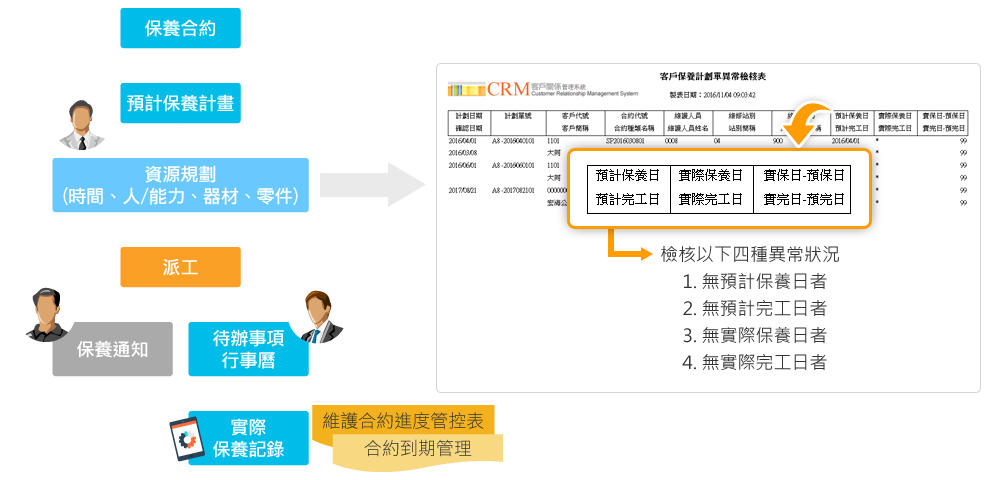 保養合約
預計保養計畫
資源規劃
(時間、人/能力、器材、零件)
派工
保養通知
待辦事項
行事曆
實際
保養記錄
維護合約進度管控表
合約到期管理
客戶保養計劃單異常檢核表
CRM 客戶關係管理系統
Customer Relationship Management System
製表日期：2016/11/04 09:03:42
計劃日期 計劃單號 客戶代號 合約代號 維護人員 維修站別 預計保養日 實際保養日 實保日-預保日
確認日期 客戶簡稱 合約種類名稱 維護人員姓名 站別簡稱 預計完工日 實際完工日 實完日-預完日
2016/04/01 A8 -2016040101 1101 SP2016030801 0008 04 900 2016/04/01 * 99
2016/03/08 大同 * 99
2016/06/01 A8 -2016060101 1101 * 99
大同 * 99
2017/08/21 A8 -2017082101 * 99
* 99
預計保養日 實際保養日 實保日-預保日
預計完工日 實際完工日 實完日-預完日
檢核以下四種異常狀況
1. 無預計保養日者
2. 無預計完工日者
3. 無實際保養日者
4. 無實際完工日者